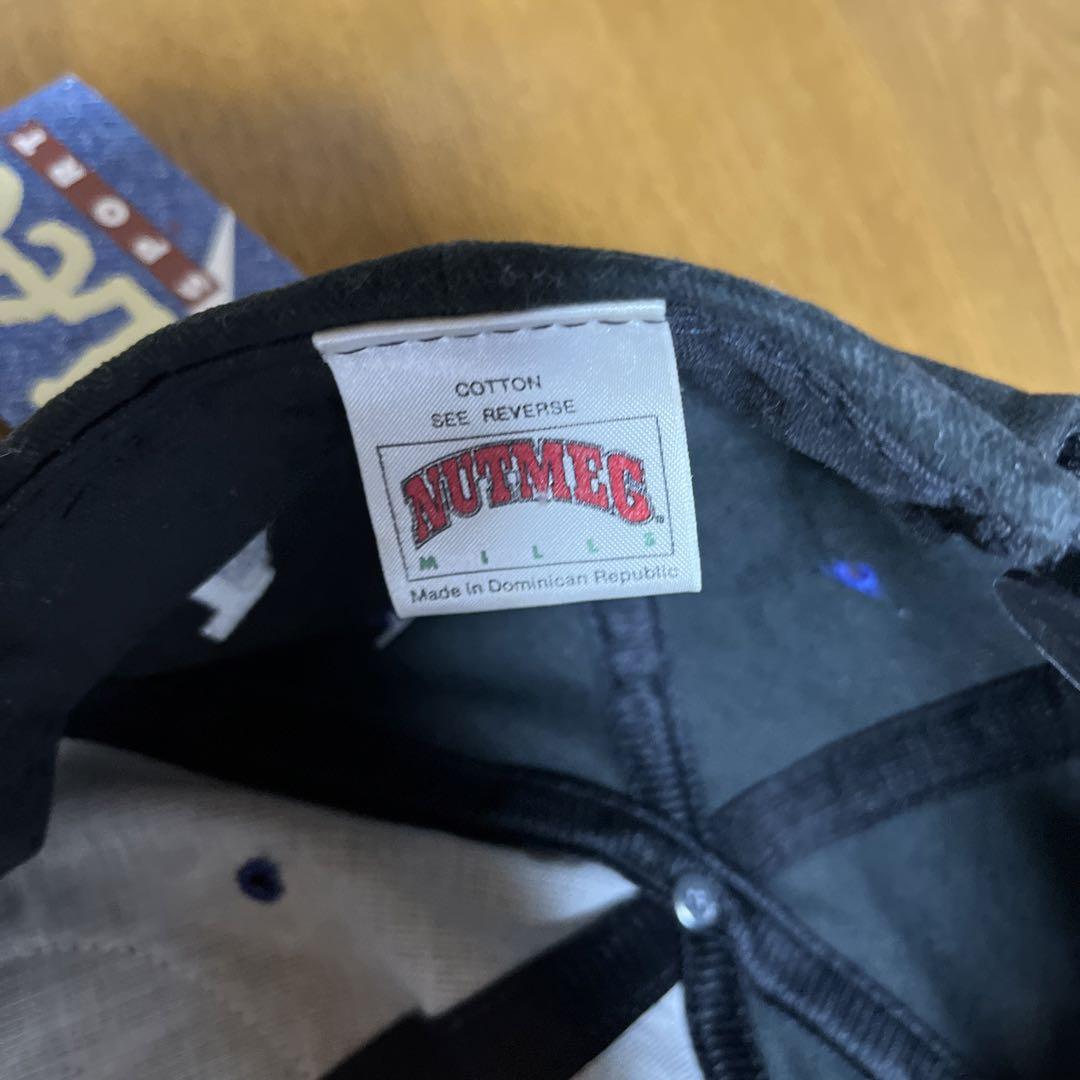 SPORT
COTTON
SEE REVERSE
NUTMEG
MILLS
Made in Dominican Republic